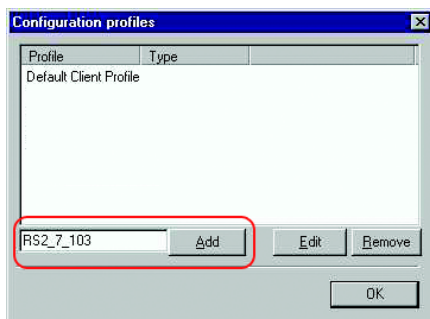 Configuration profiles
Profile Type
Default Client Profile
RS2_7_103 Add Edit Remove
OK